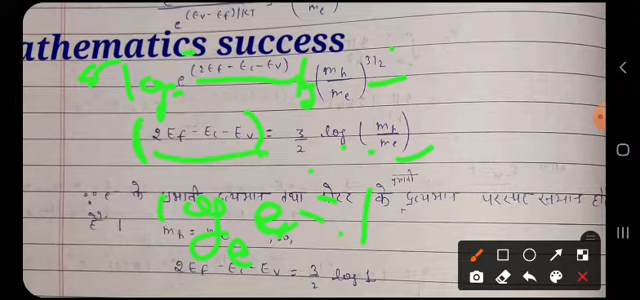 e^(Ev-Ef)/KT (me)
athematics success
log e^(2Ef-Ec-Ev) (mh/me)^3/2
(2Ef-Ec-Ev) = 3/2 log (mh/me)
प्रभावी
∵ e⁻ के प्रभावी द्रव्यमान तथा के द्रव्यमान परस्पर समान
है।
log_e e = 1
mh =
2Ef-Ec-Ev = 3/2 log 1